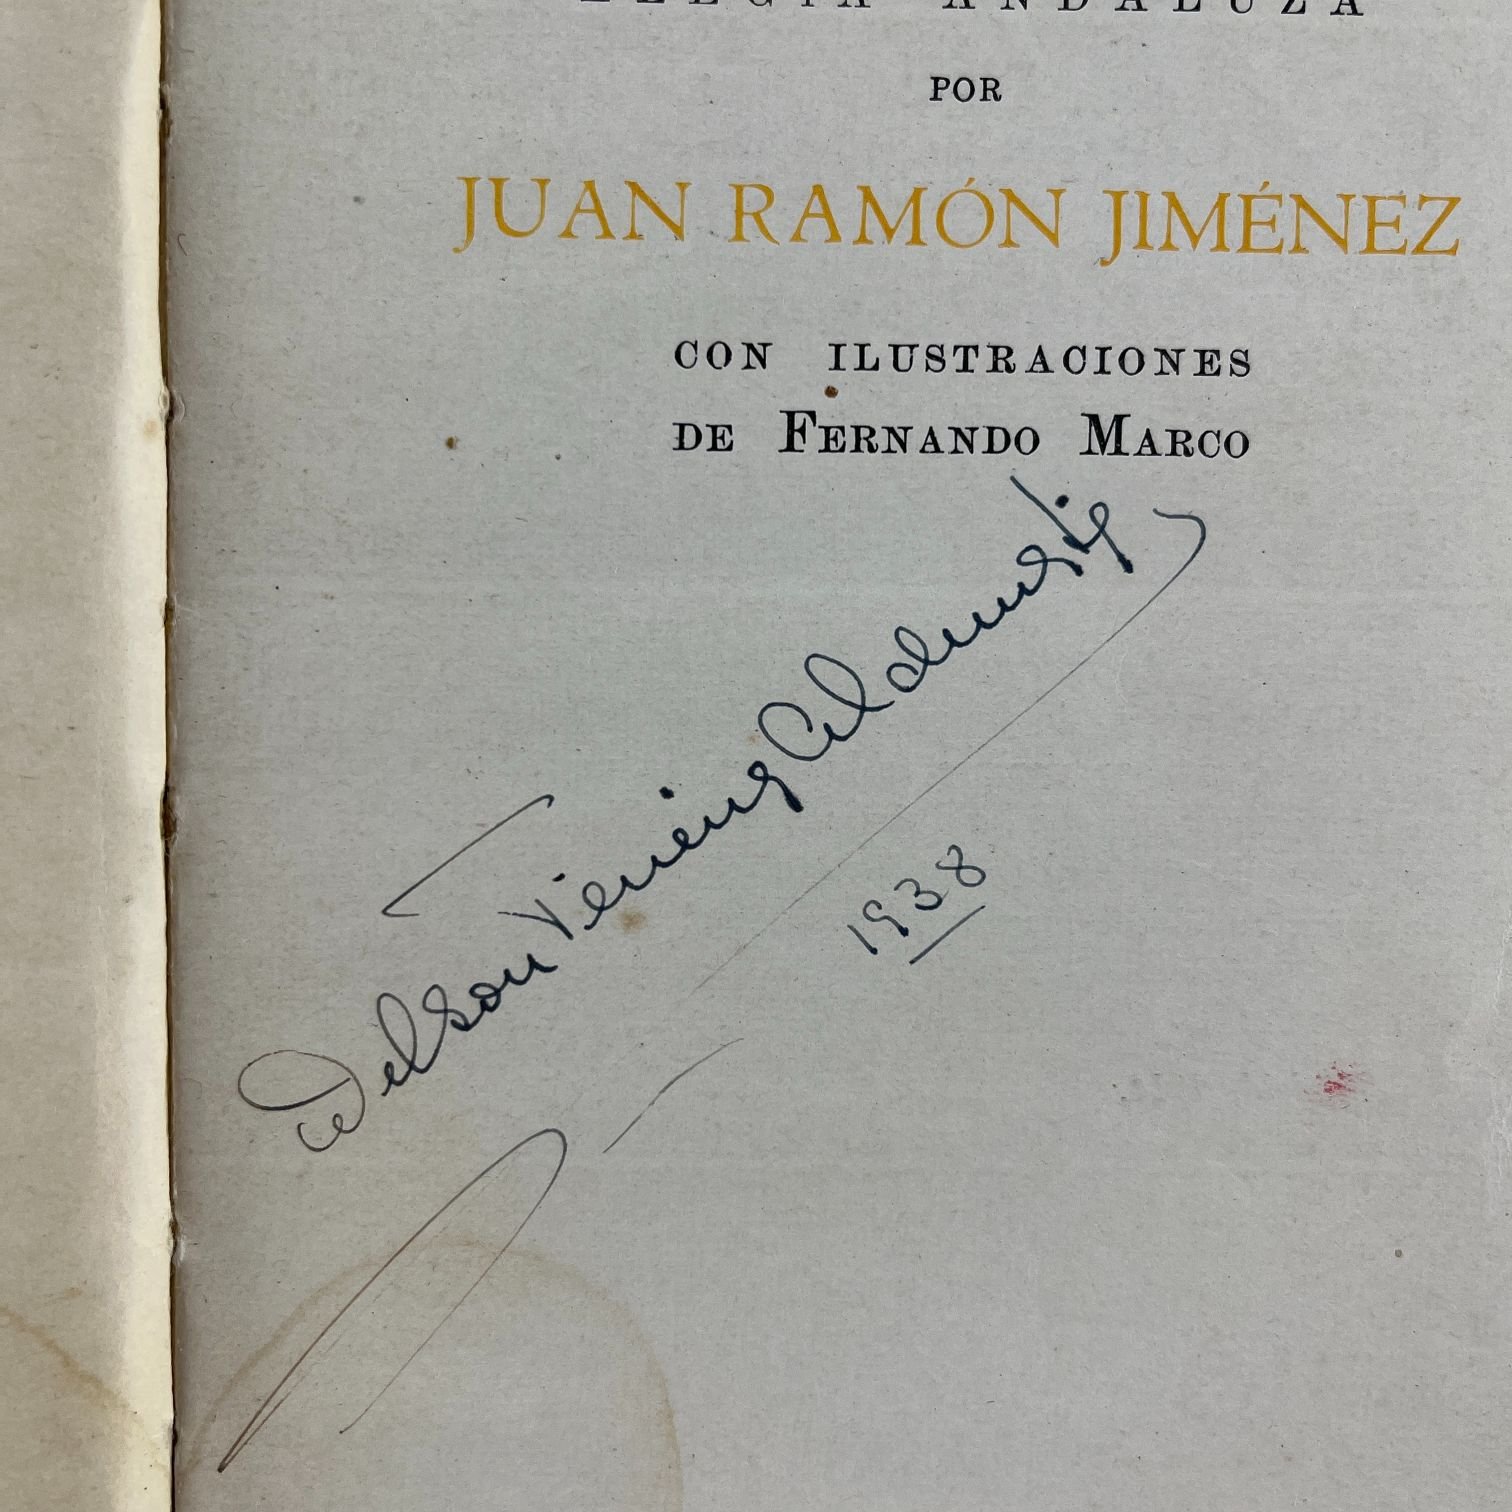 ELEGÍA ANDALUZA
POR
JUAN RAMÓN JIMÉNEZ
CON ILUSTRACIONES
DE FERNANDO MARCO
1938